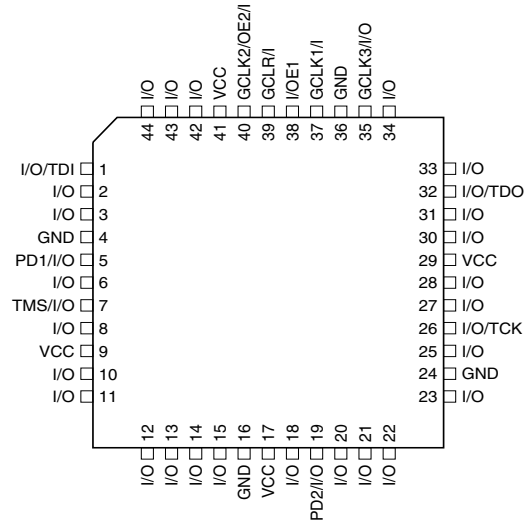 I/O
I/O
I/O
VCC
GCLK2/OE2/I
GCLR/I
I/OE1
GCLK1/I
GND
GCLK3/I/O
I/O
44
43
42
41
40
39
38
37
36
35
34
I/O/TDI 1
I/O 2
I/O 3
GND 4
PD1/I/O 5
I/O 6
TMS/I/O 7
I/O 8
VCC 9
I/O 10
I/O 11
33 I/O
32 I/O/TDO
31 I/O
30 I/O
29 VCC
28 I/O
27 I/O
26 I/O/TCK
25 I/O
24 GND
23 I/O
12
13
14
15
16
17
18
19
20
21
22
I/O
I/O
I/O
I/O
GND
VCC
I/O
PD2/I/O
I/O
I/O
I/O